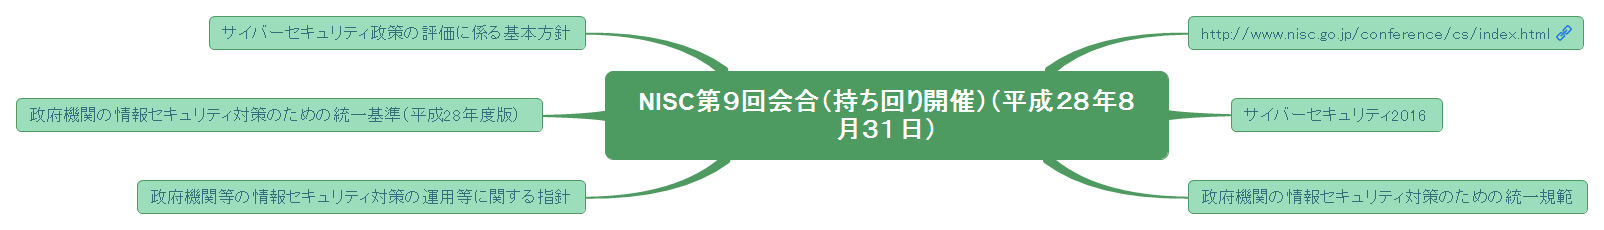 NISC第9回会合（持ち回り開催）（平成28年8
月31日）
http://www.nisc.go.jp/conference/cs/index.html
サイバーセキュリティ2016
政府機関の情報セキュリティ対策のための統一規範
サイバーセキュリティ政策の評価に係る基本方針
政府機関の情報セキュリティ対策のための統一基準（平成28年度版）
政府機関等の情報セキュリティ対策の運用等に関する指針